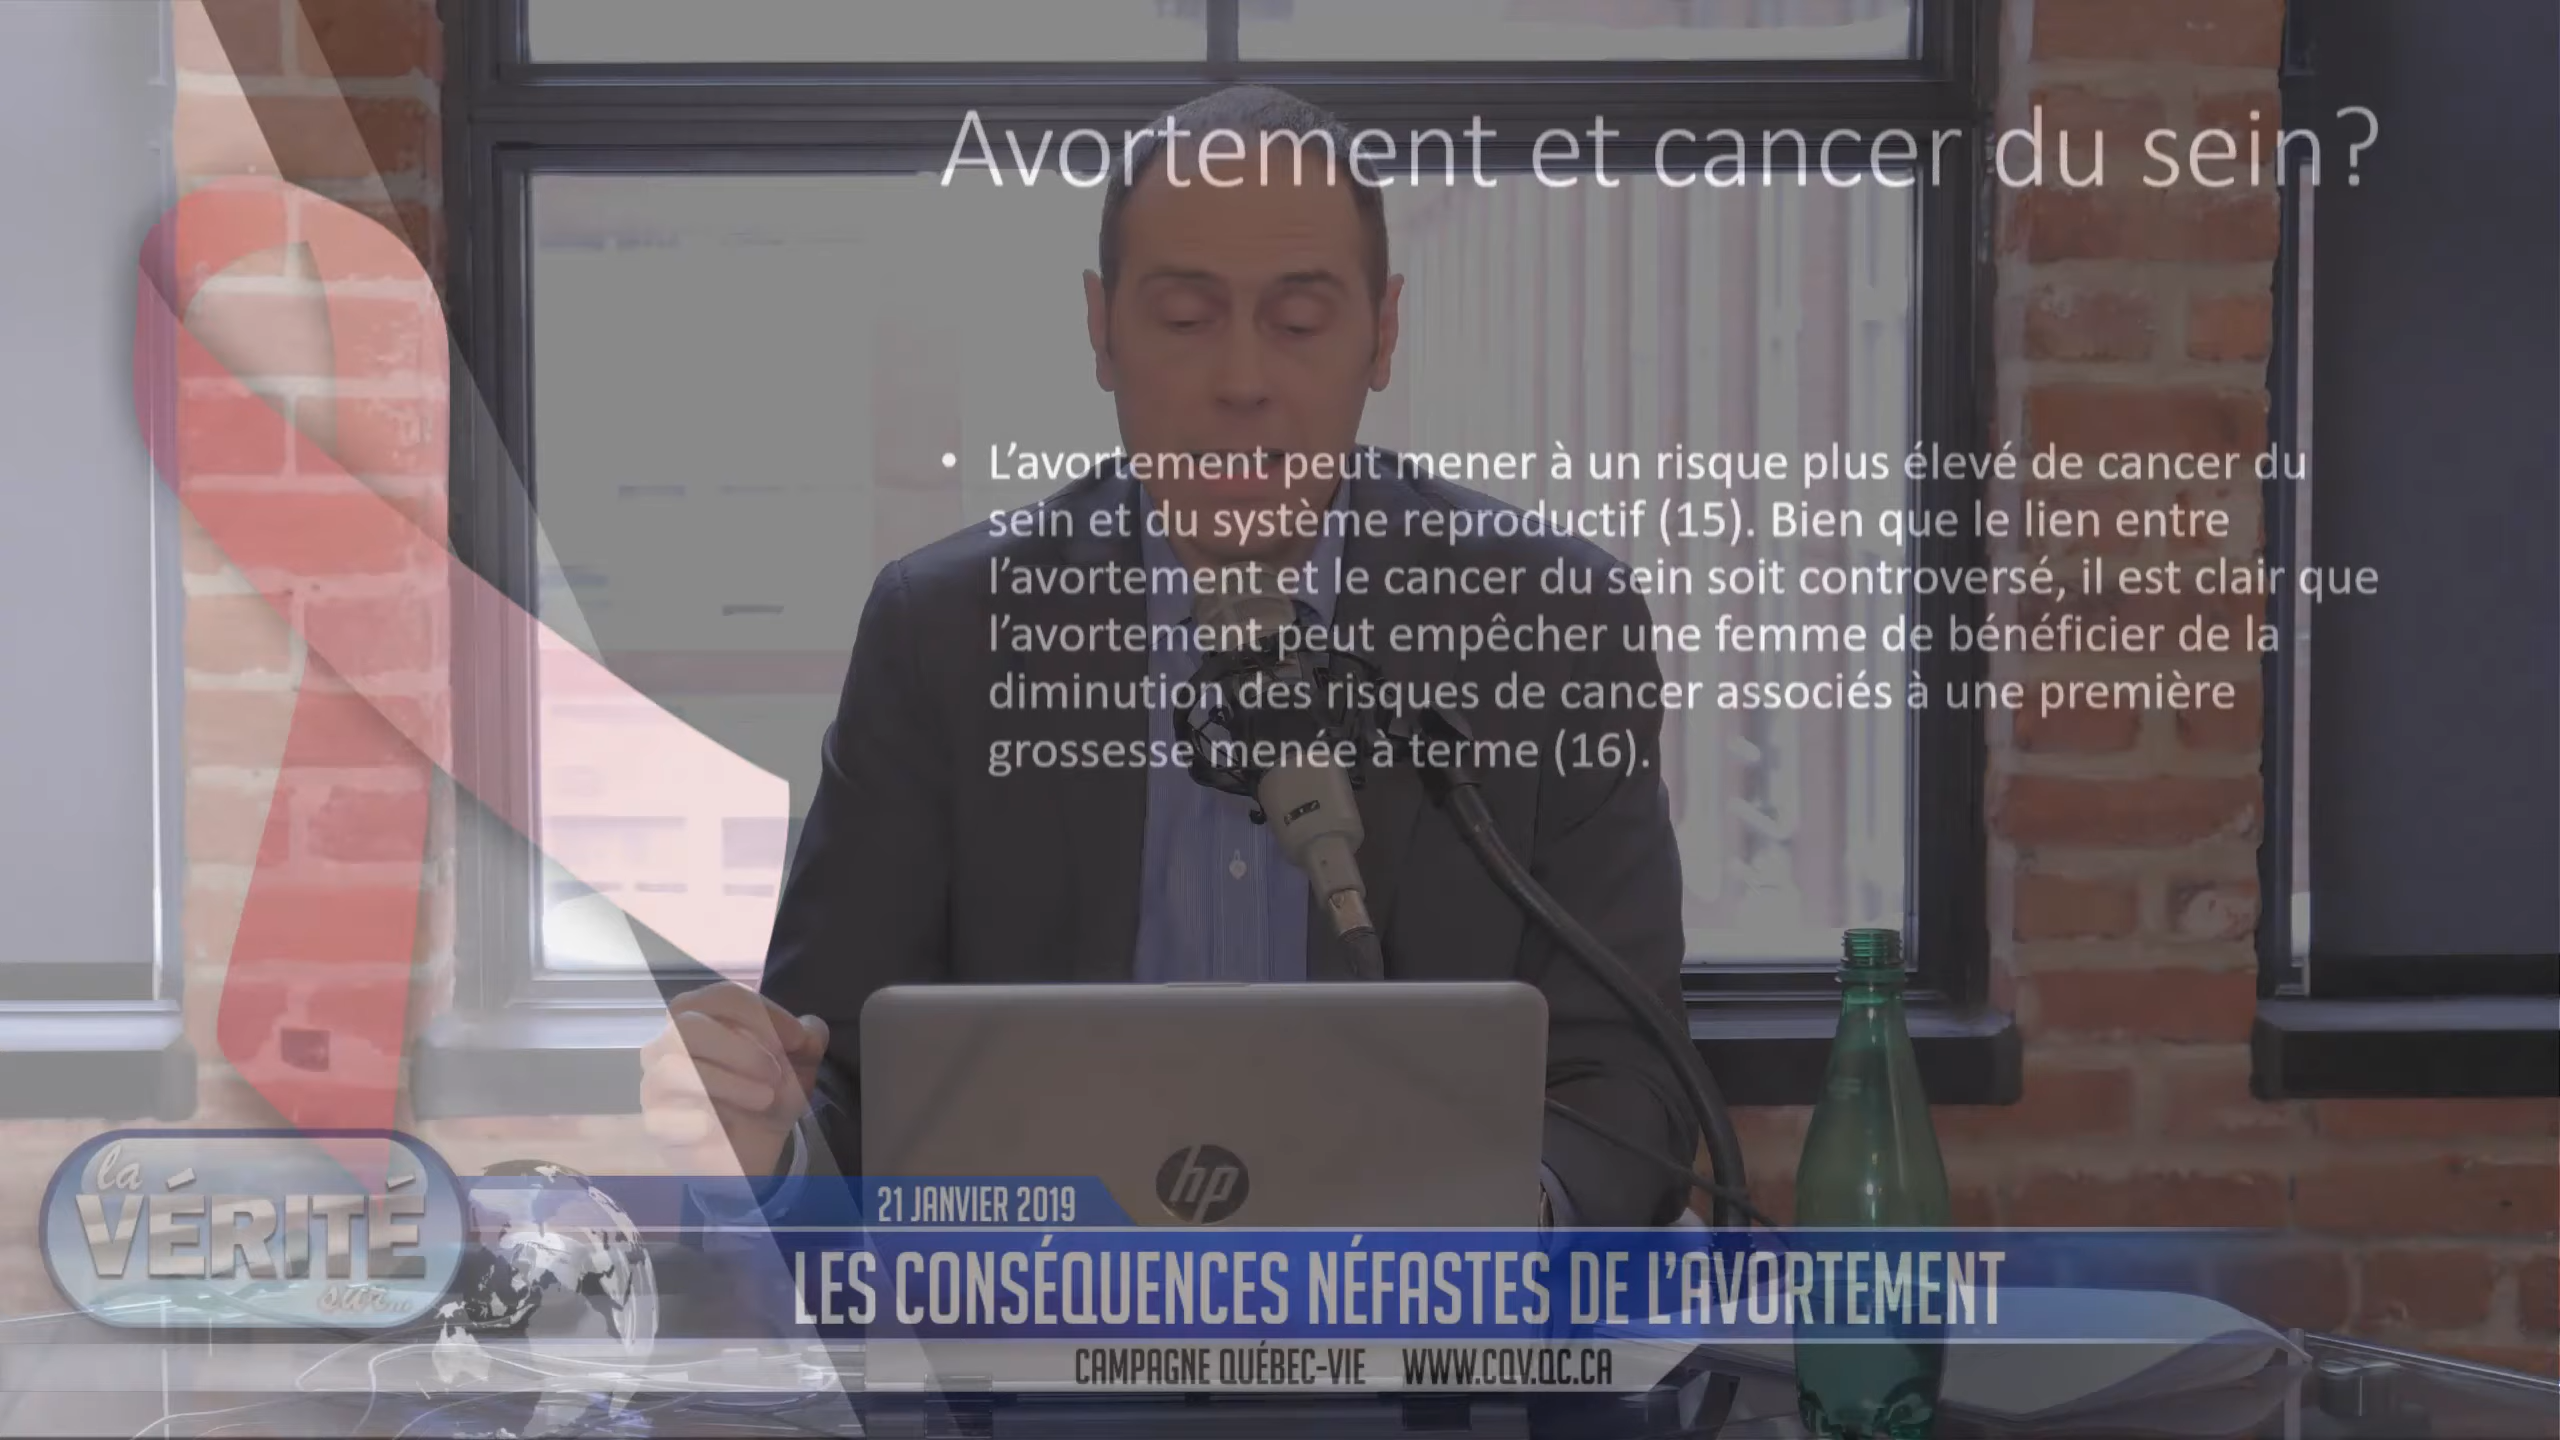 Avortement et cancer du sein?
• L'avortement peut mener à un risque plus élevé de cancer du
sein et du système reproductif (15). Bien que le lien entre
l'avortement et le cancer du sein soit controversé, il est clair que
l'avortement peut empêcher une femme de bénéficier de la
diminution des risques de cancer associés à une première
grossesse menée à terme (16).
hp
la
VÉRITÉ
sur...
21 JANVIER 2019
LES CONSÉQUENCES NÉFASTES DE L'AVORTEMENT
CAMPAGNE QUÉBEC-VIE WWW.CQV.QC.CA